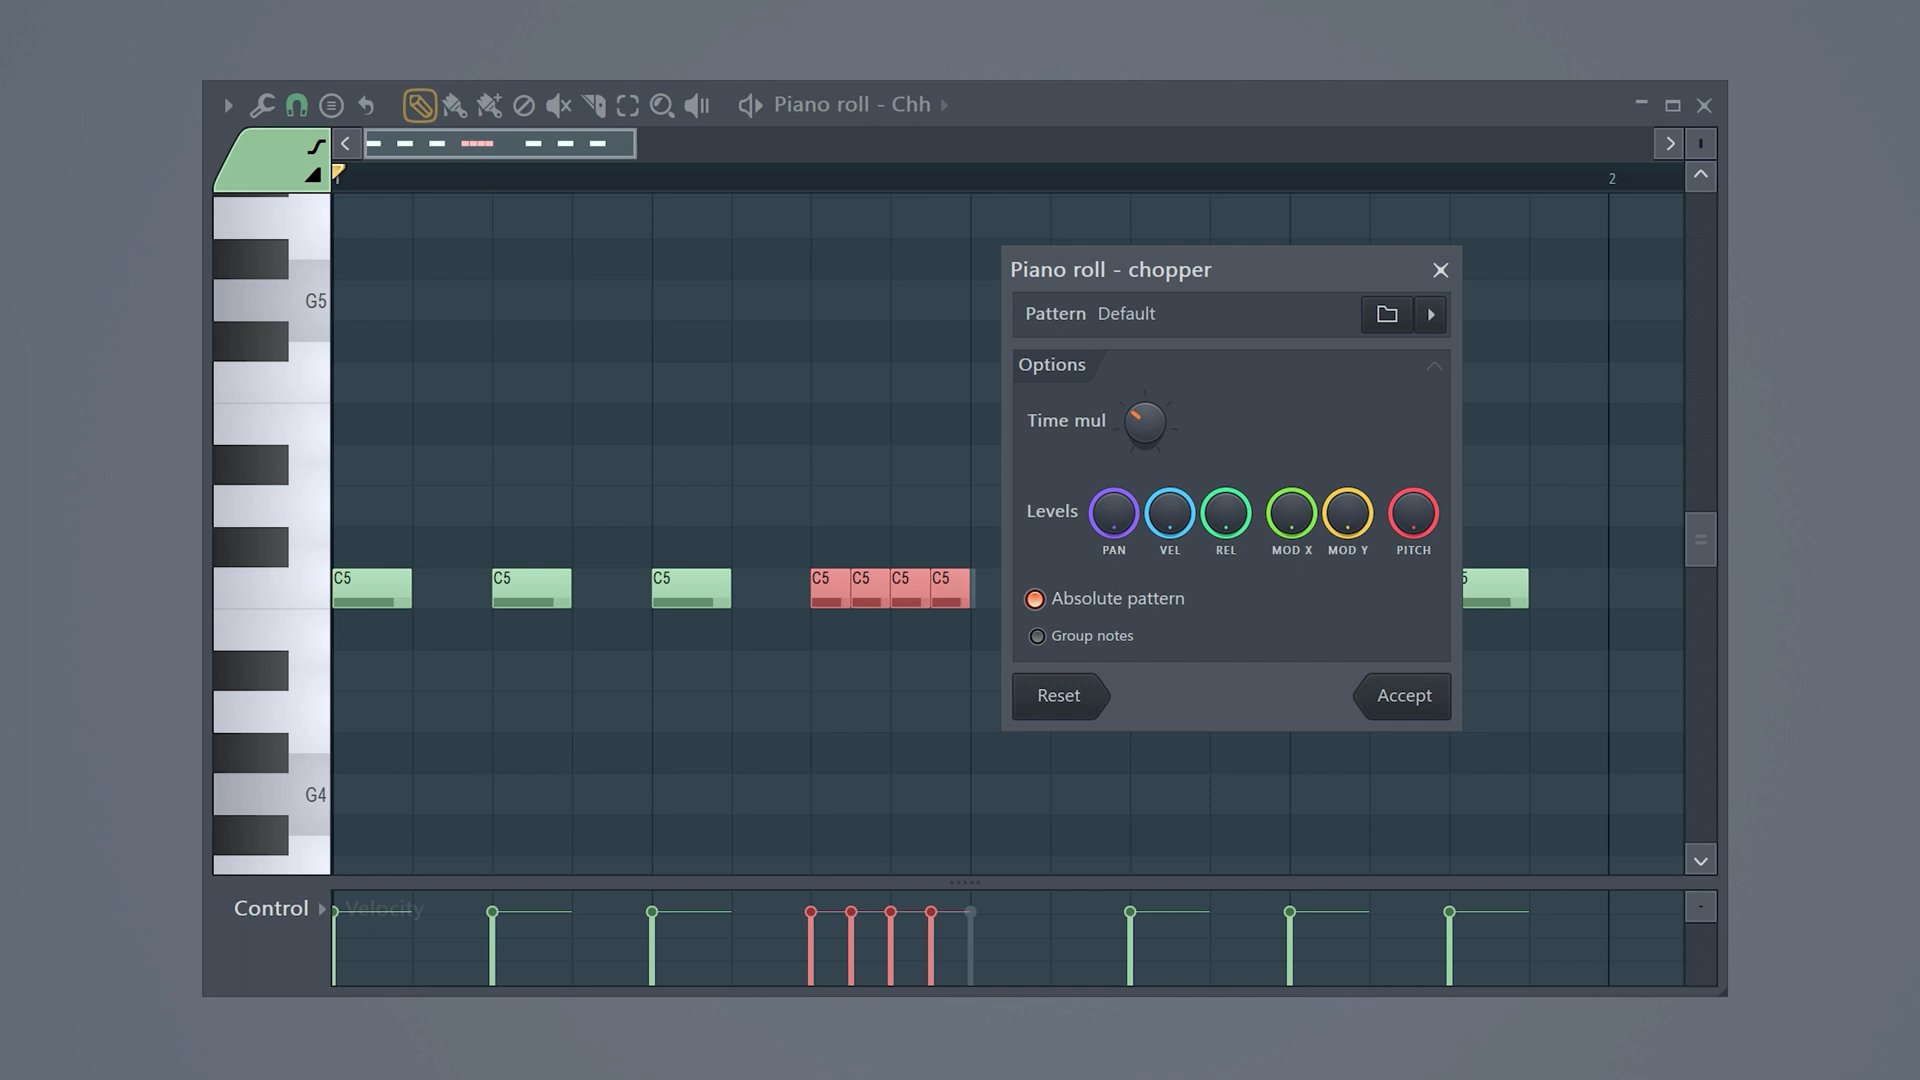 Piano roll - Chh
2
Piano roll - chopper
Pattern Default
G5
Options
Time mul
Levels
PAN VEL REL MOD X MOD Y PITCH
C5 C5 C5 C5 C5 C5 C5 5
Absolute pattern
Group notes
Reset Accept
G4
Control Velocity